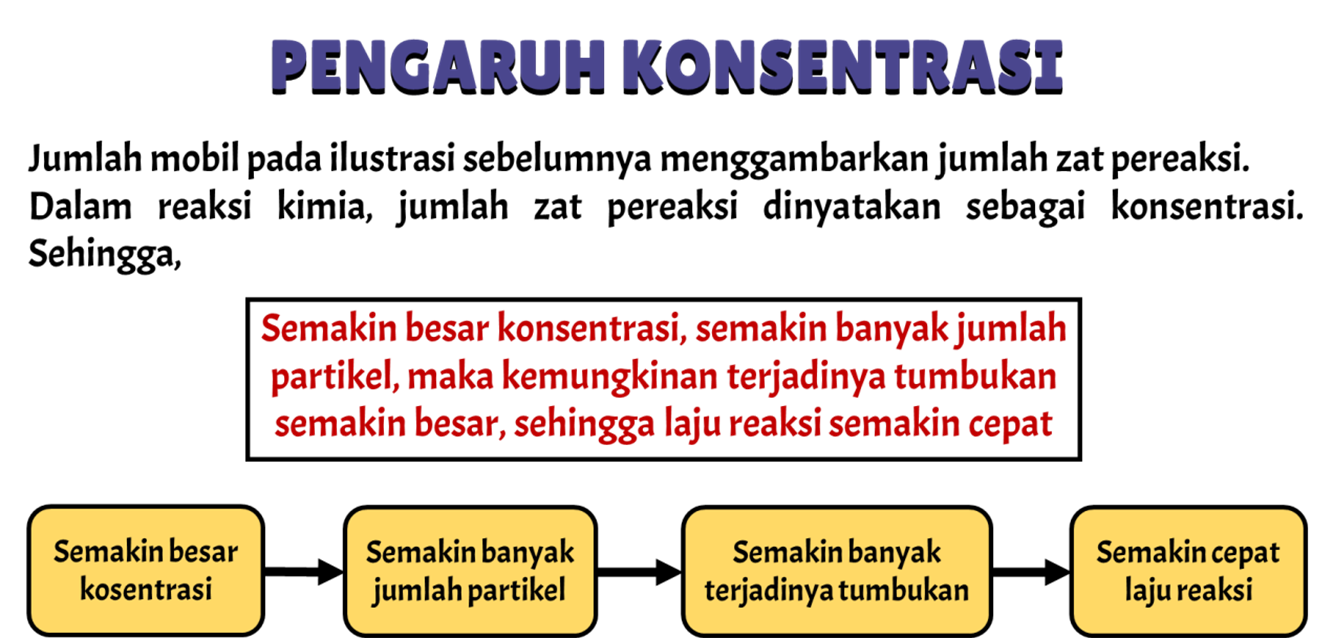 PENGARUH KONSENTRASI
Jumlah mobil pada ilustrasi sebelumnya menggambarkan jumlah zat pereaksi.
Dalam reaksi kimia, jumlah zat pereaksi dinyatakan sebagai konsentrasi.
Sehingga,
Semakin besar konsentrasi, semakin banyak jumlah
partikel, maka kemungkinan terjadinya tumbukan
semakin besar, sehingga laju reaksi semakin cepat
Semakin besar
kosentrasi
Semakin banyak
jumlah partikel
Semakin banyak
terjadinya tumbukan
Semakin cepat
laju reaksi